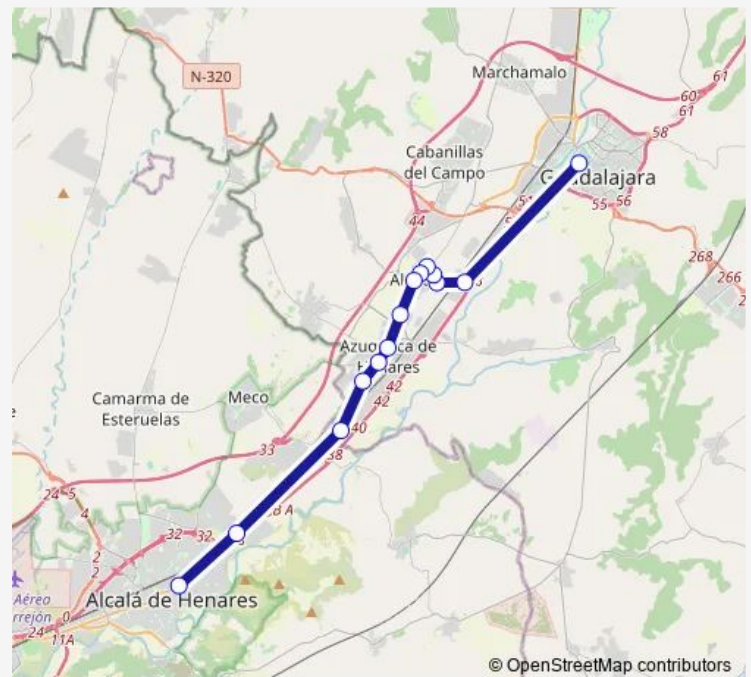 N-320
Marchamalo
61
60
61
58
Cabanillas
del Campo
Guadalajara
44
51
55
56
268
266
Azuqueca de
Henares
42
42
Camarma de
Esteruelas
Meco
40
33
38
B A
24
5
4
32
32
2
2
Aéreo
rrejón
Alcalá de Henares
0
24
11A
© OpenStreetMap contributors